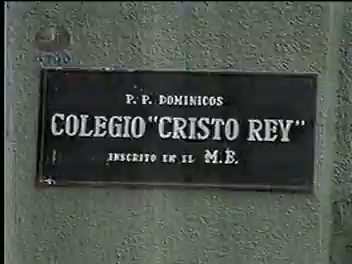 P. P. DOMINICOS
COLEGIO "CRISTO REY"
INSCRITO EN EL M.E.